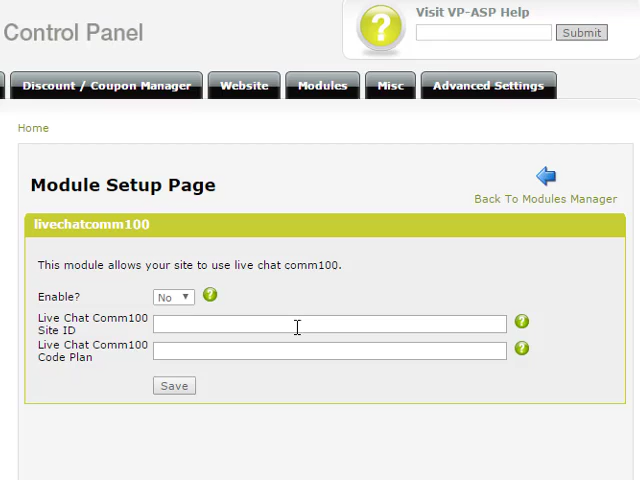 Control Panel
Visit VP-ASP Help
Submit
Discount / Coupon Manager
Website
Modules
Misc
Advanced Settings
Home
Module Setup Page
Back To Modules Manager
livechatcomm100
This module allows your site to use live chat comm100.
Enable?
No
Live Chat Comm100
Site ID
Live Chat Comm100
Code Plan
Save